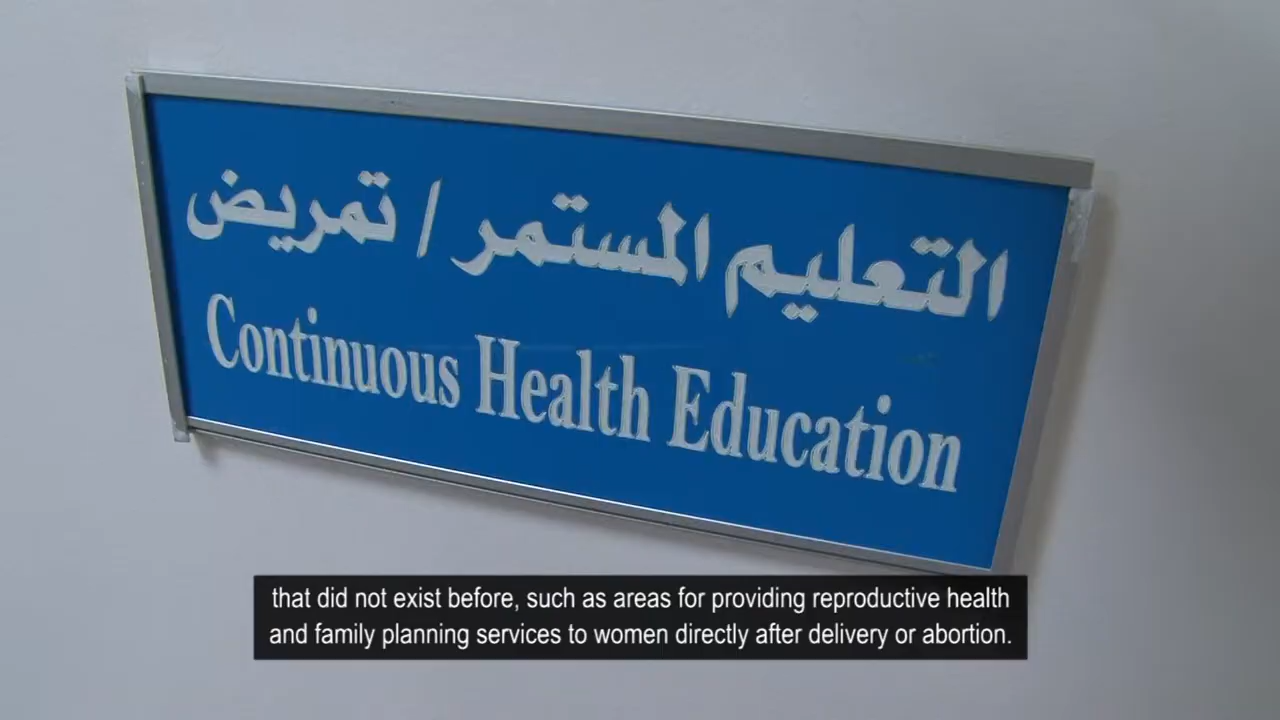 التعليم المستمر / تمريض
Continuous Health Education
that did not exist before, such as areas for providing reproductive health
and family planning services to women directly after delivery or abortion.